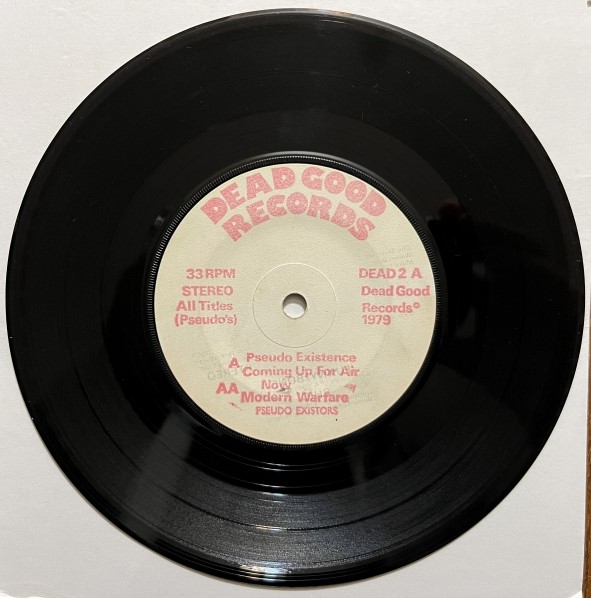 DEAD GOOD
RECORDS
33 RPM
STEREO
All Titles
(Pseudo's)
DEAD 2 A
Dead Good
Records℗
1979
A Pseudo Existence
Coming Up For Air
Now
AA Modern Warfare
PSEUDO EXISTORS